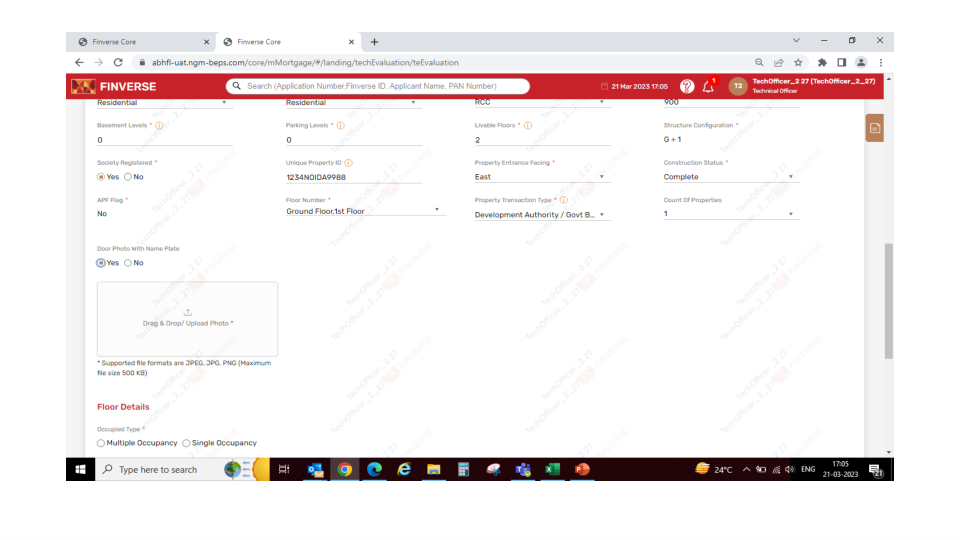 Finverse Core
Finverse Core
abhfl-uat.ngm-beps.com/core/mMortgage/#/landing/techEvaluation/teEvaluation
FINVERSE
Search (Application Number,Finverse ID, Applicant Name, PAN Number)
21 Mar 2023 17:05
1
T2
TechOfficer_2 27 (TechOfficer_2_27)
Technical Officer
Residential
Residential
RCC
900
Basement Levels *
Parking Levels *
Livable Floors *
Structure Configuration *
0
0
2
G + 1
Society Registered *
Unique Property ID
Property Entrance Facing *
Construction Status *
Yes No
1234NOIDA9988
East
Complete
APF Flag *
Floor Number *
Property Transaction Type *
Count Of Properties
No
Ground Floor,1st Floor
Development Authority / Govt B...
1
Door Photo With Name Plate
Yes No
Drag & Drop/ Upload Photo *
* Supported file formats are JPEG, JPG, PNG (Maximum
file size 500 KB)
Floor Details
Occupied Type *
Multiple Occupancy Single Occupancy
Type here to search
24°C
ENG
17:05
21-03-2023
21